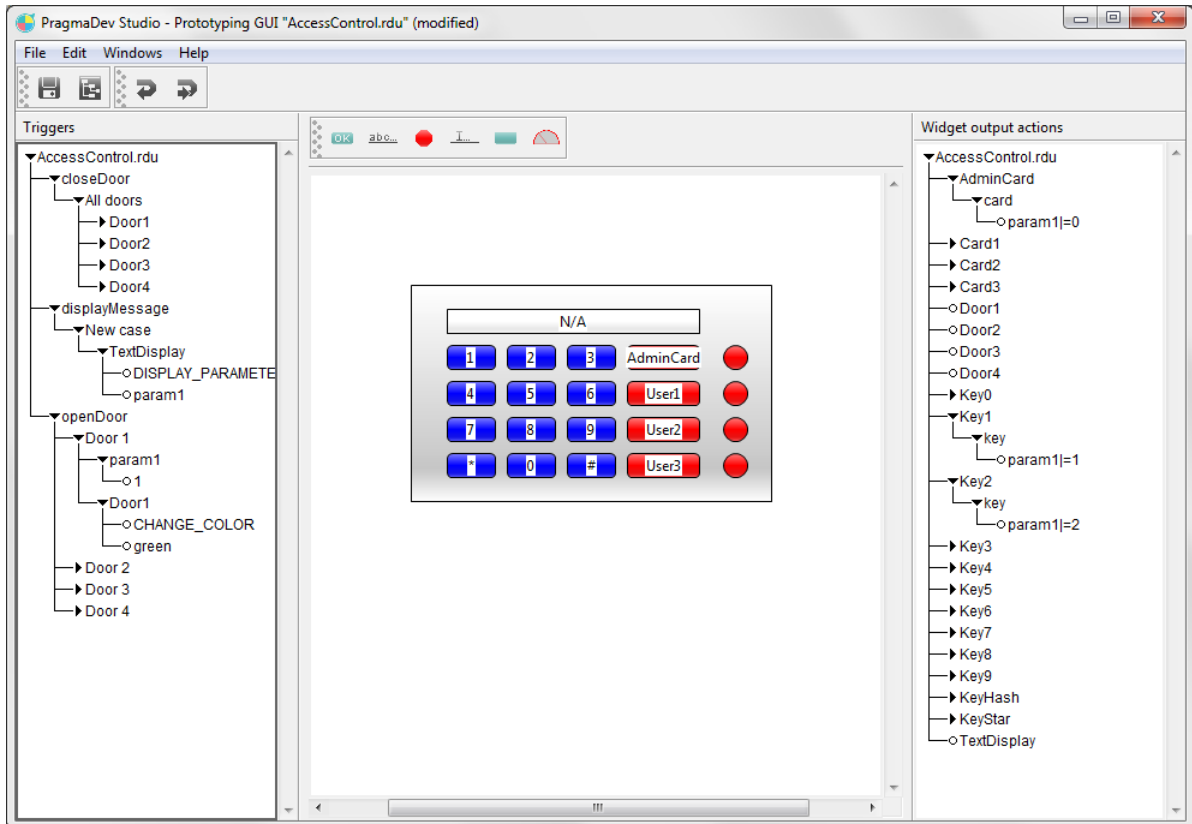 PragmaDev Studio - Prototyping GUI "AccessControl.rdu" (modified)
File Edit Windows Help
Triggers
AccessControl.rdu
closeDoor
All doors
Door1
Door2
Door3
Door4
displayMessage
New case
TextDisplay
DISPLAY_PARAMETE
param1
openDoor
Door 1
param1
1
Door1
CHANGE_COLOR
green
Door 2
Door 3
Door 4
OK abc... I...
N/A
1 2 3 AdminCard
4 5 6 User1
7 8 9 User2
* 0 # User3
Widget output actions
AccessControl.rdu
AdminCard
card
param1|=0
Card1
Card2
Card3
Door1
Door2
Door3
Door4
Key0
Key1
key
param1|=1
Key2
key
param1|=2
Key3
Key4
Key5
Key6
Key7
Key8
Key9
KeyHash
KeyStar
TextDisplay